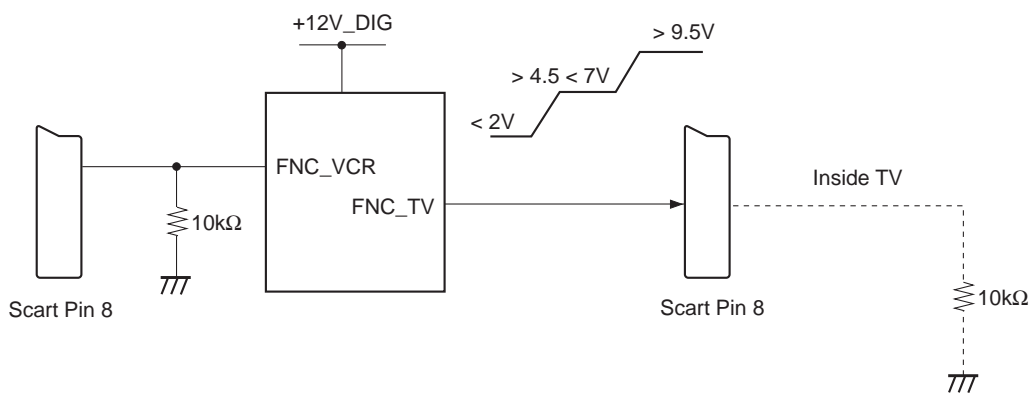 +12V_DIG
> 9.5V
> 4.5 < 7V
< 2V
FNC_VCR
Inside TV
FNC_TV
10kΩ
Scart Pin 8
Scart Pin 8
10kΩ